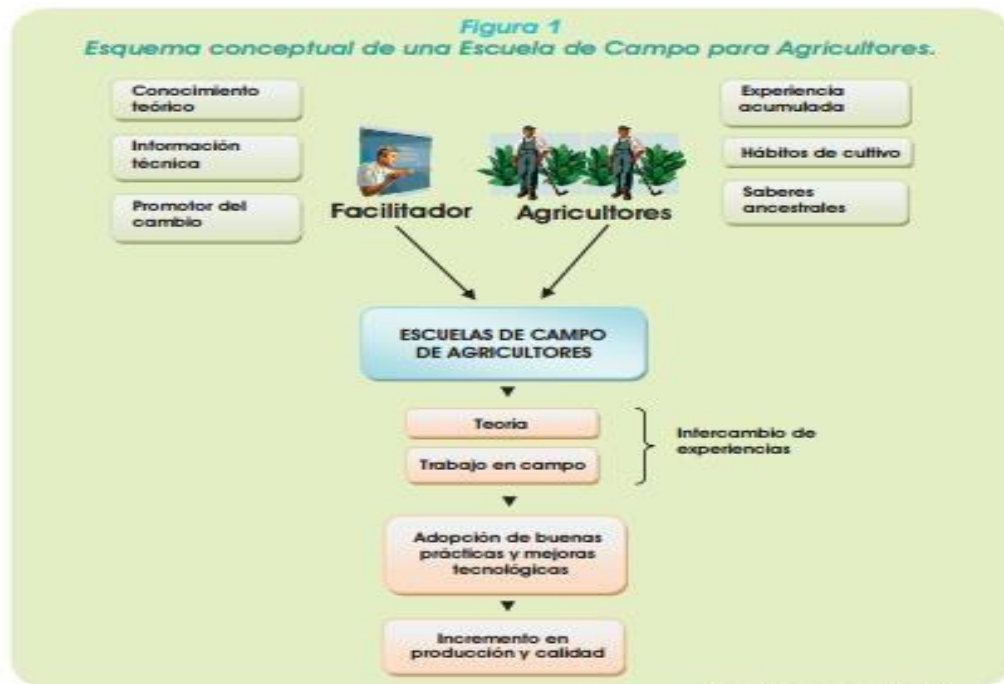 Figura 1
Esquema conceptual de una Escuela de Campo para Agricultores.
Conocimiento
teórico
Información
técnica
Promotor del
cambio
Facilitador
Agricultores
Experiencia
acumulada
Hábitos de cultivo
Saberes
ancestrales
ESCUELAS DE CAMPO
DE AGRICULTORES
Teoría
Trabajo en campo
Intercambio de
experiencias
Adopción de buenas
prácticas y mejoras
tecnológicas
Incremento en
producción y calidad